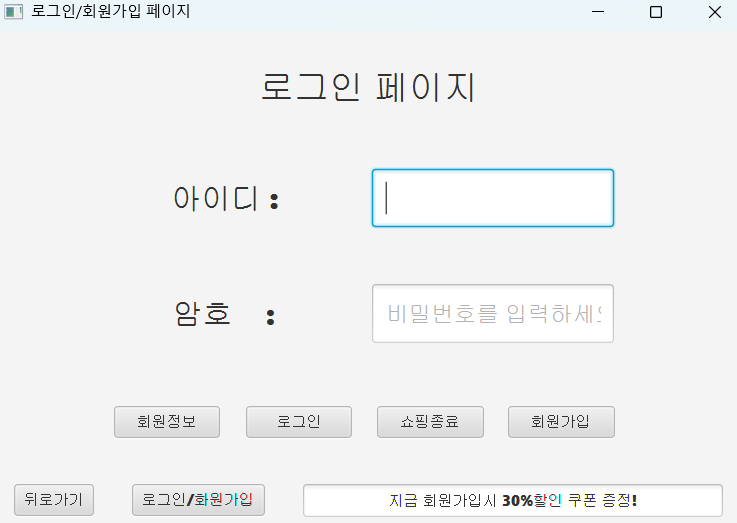 로그인/회원가입 페이지
로그인 페이지
아이디 :
암호 :
비밀번호를 입력하세요
회원정보 로그인 쇼핑종료 회원가입
뒤로가기 로그인/회원가입 지금 회원가입시 30%할인 쿠폰 증정!